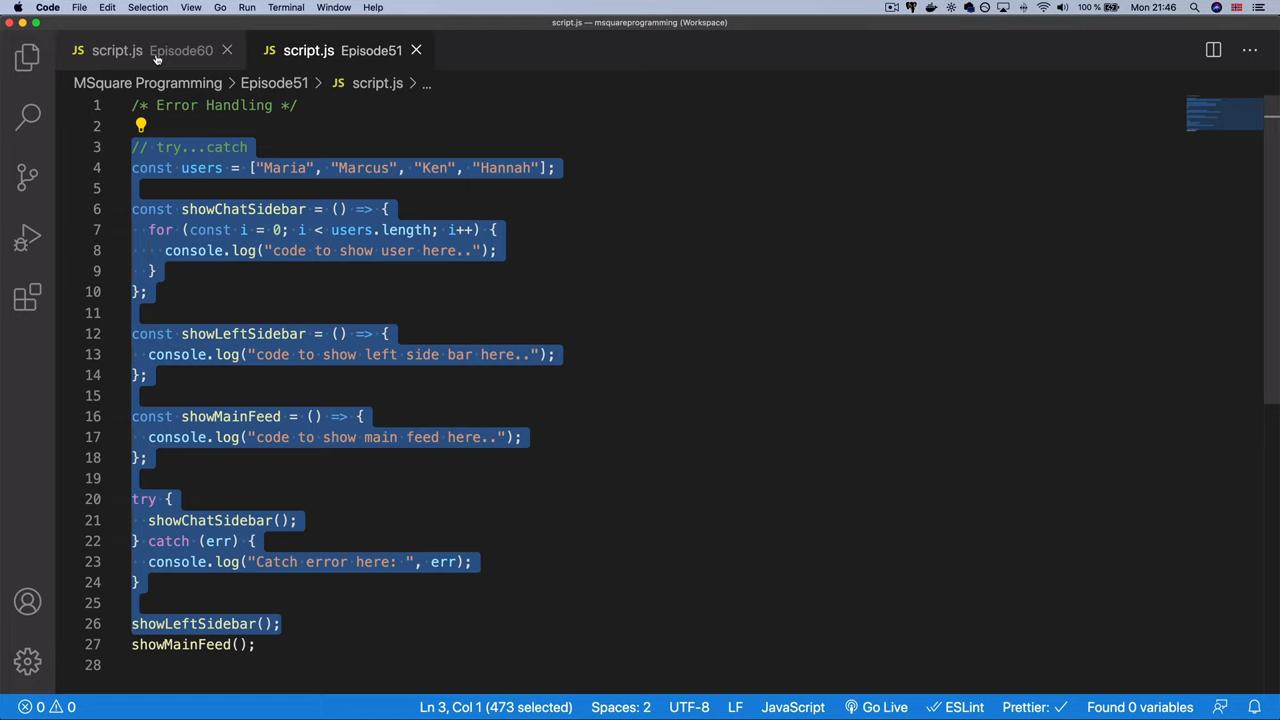 Code File Edit Selection View Go Run Terminal Window Help 100 % Mon 21:46
script.js — msquareprogramming (Workspace)
JS script.js Episode60 JS script.js Episode51
MSquare Programming > Episode51 > JS script.js > ...
1 /* Error Handling */
2
3 // try...catch
4 const users = ["Maria", "Marcus", "Ken", "Hannah"];
5
6 const showChatSidebar = () => {
7 for (const i = 0; i < users.length; i++) {
8 console.log("code to show user here..");
9 }
10 };
11
12 const showLeftSidebar = () => {
13 console.log("code to show left side bar here..");
14 };
15
16 const showMainFeed = () => {
17 console.log("code to show main feed here..");
18 };
19
20 try {
21 showChatSidebar();
22 } catch (err) {
23 console.log("Catch error here: ", err);
24 }
25
26 showLeftSidebar();
27 showMainFeed();
28
0 0 Ln 3, Col 1 (473 selected) Spaces: 2 UTF-8 LF JavaScript Go Live ESLint Prettier: Found 0 variables